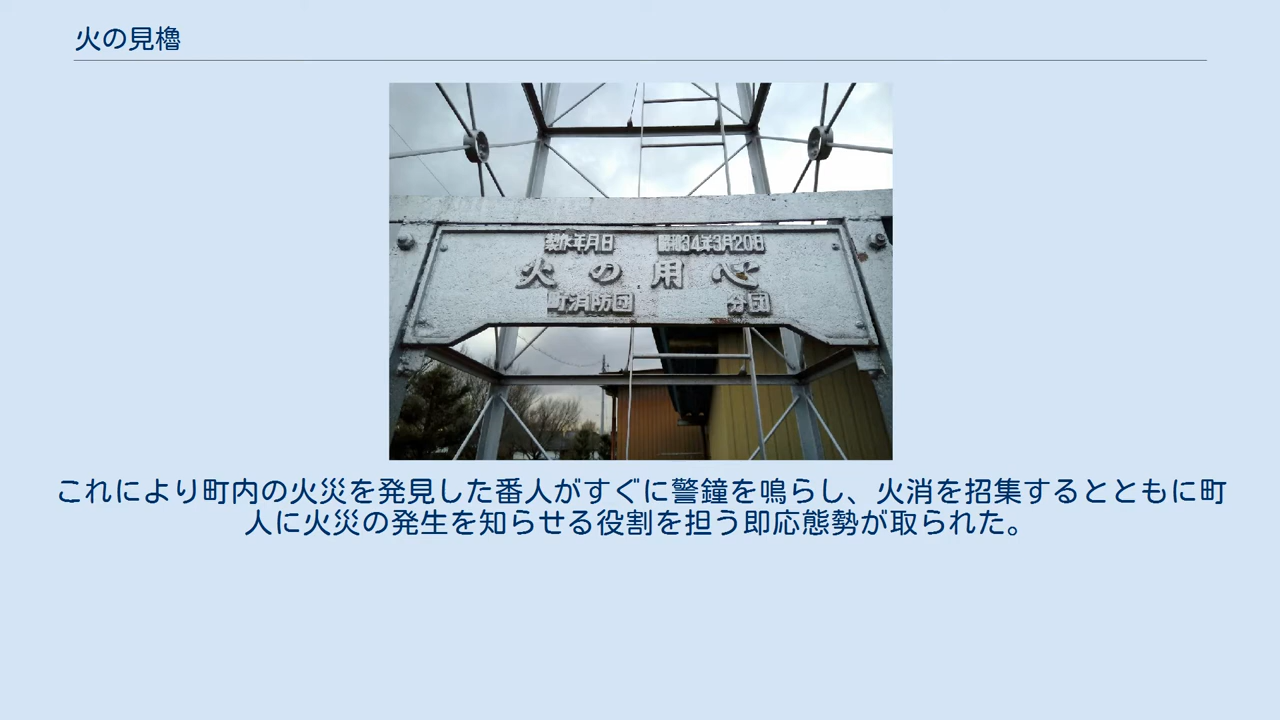 火の見櫓
製作年月日 昭和34年3月20日
火の用心
町消防団 分団
これにより町内の火災を発見した番人がすぐに警鐘を鳴らし、火消を招集するとともに町
人に火災の発生を知らせる役割を担う即応態勢が取られた。